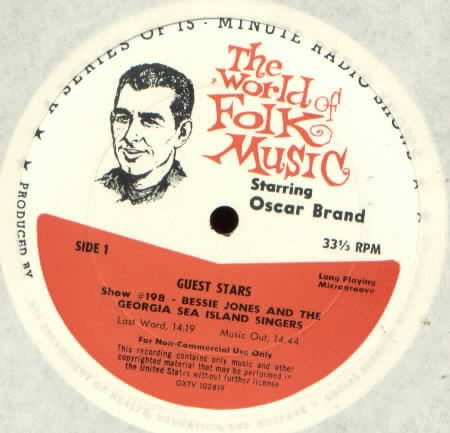 ★ A SERIES OF 15 - MINUTE RADIO SHOWS
The
World of
FOLK
MUSIC
Starring
Oscar Brand
PRODUCED BY
SIDE 1
33⅓ RPM
GUEST STARS
Long Playing
Microgroove
Show #198 - BESSIE JONES AND THE
GEORGIA SEA ISLAND SINGERS
Last Word, 14:19 Music Out, 14:44
For Non-Commercial Use Only
This recording contains only music and other
copyrighted material that may be performed in
the United States without further license